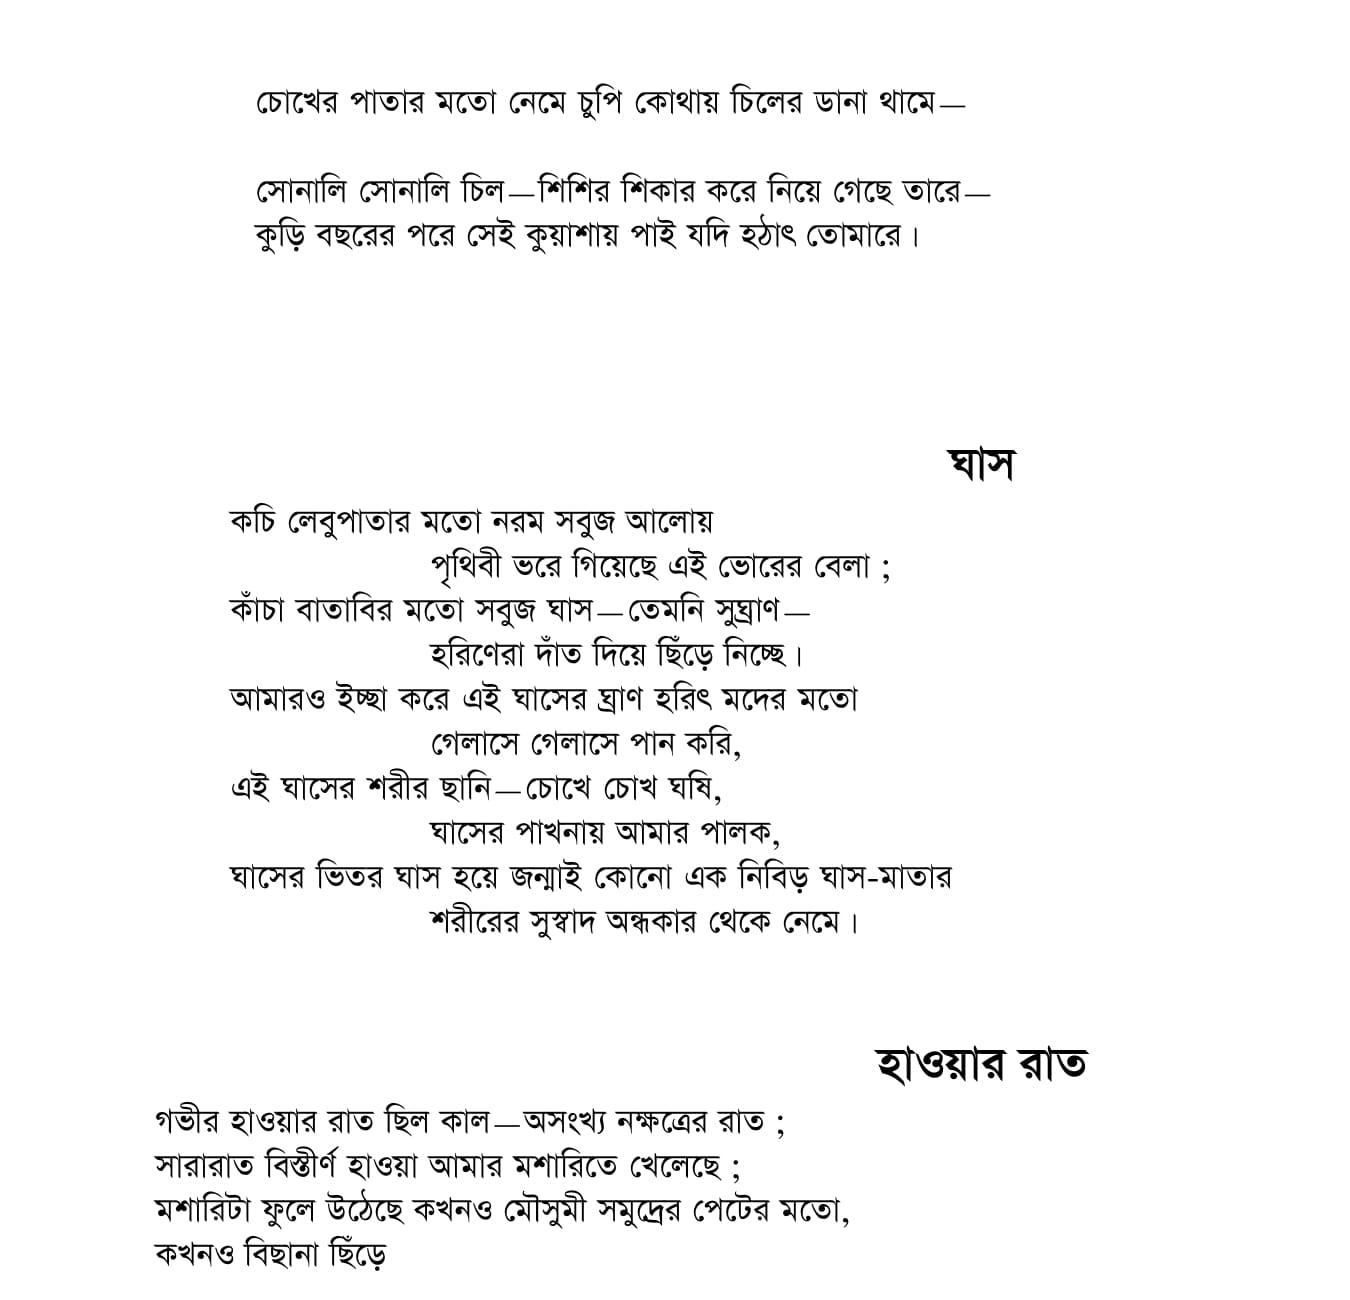 চোখের পাতার মতো নেমে চুপি কোথায় চিলের ডানা থামে—
সোনালি সোনালি চিল—শিশির শিকার করে নিয়ে গেছে তারে—
কুড়ি বছরের পরে সেই কুয়াশায় পাই যদি হঠাৎ তোমারে।
ঘাস
কচি লেবুপাতার মতো নরম সবুজ আলোয়
পৃথিবী ভরে গিয়েছে এই ভোরের বেলা ;
কাঁচা বাতাবির মতো সবুজ ঘাস—তেমনি সুঘ্রাণ—
হরিণেরা দাঁত দিয়ে ছিঁড়ে নিচ্ছে।
আমারও ইচ্ছা করে এই ঘাসের ঘ্রাণ হরিৎ মদের মতো
গেলাসে গেলাসে পান করি,
এই ঘাসের শরীর ছানি—চোখে চোখ ঘষি,
ঘাসের পাখনায় আমার পালক,
ঘাসের ভিতর ঘাস হয়ে জন্মাই কোনো এক নিবিড় ঘাস-মাতার
শরীরের সুস্বাদ অন্ধকার থেকে নেমে।
হাওয়ার রাত
গভীর হাওয়ার রাত ছিল কাল—অসংখ্য নক্ষত্রের রাত ;
সারারাত বিস্তীর্ণ হাওয়া আমার মশারিতে খেলেছে ;
মশারিটা ফুলে উঠেছে কখনও মৌসুমী সমুদ্রের পেটের মতো,
কখনও বিছানা ছিঁড়ে